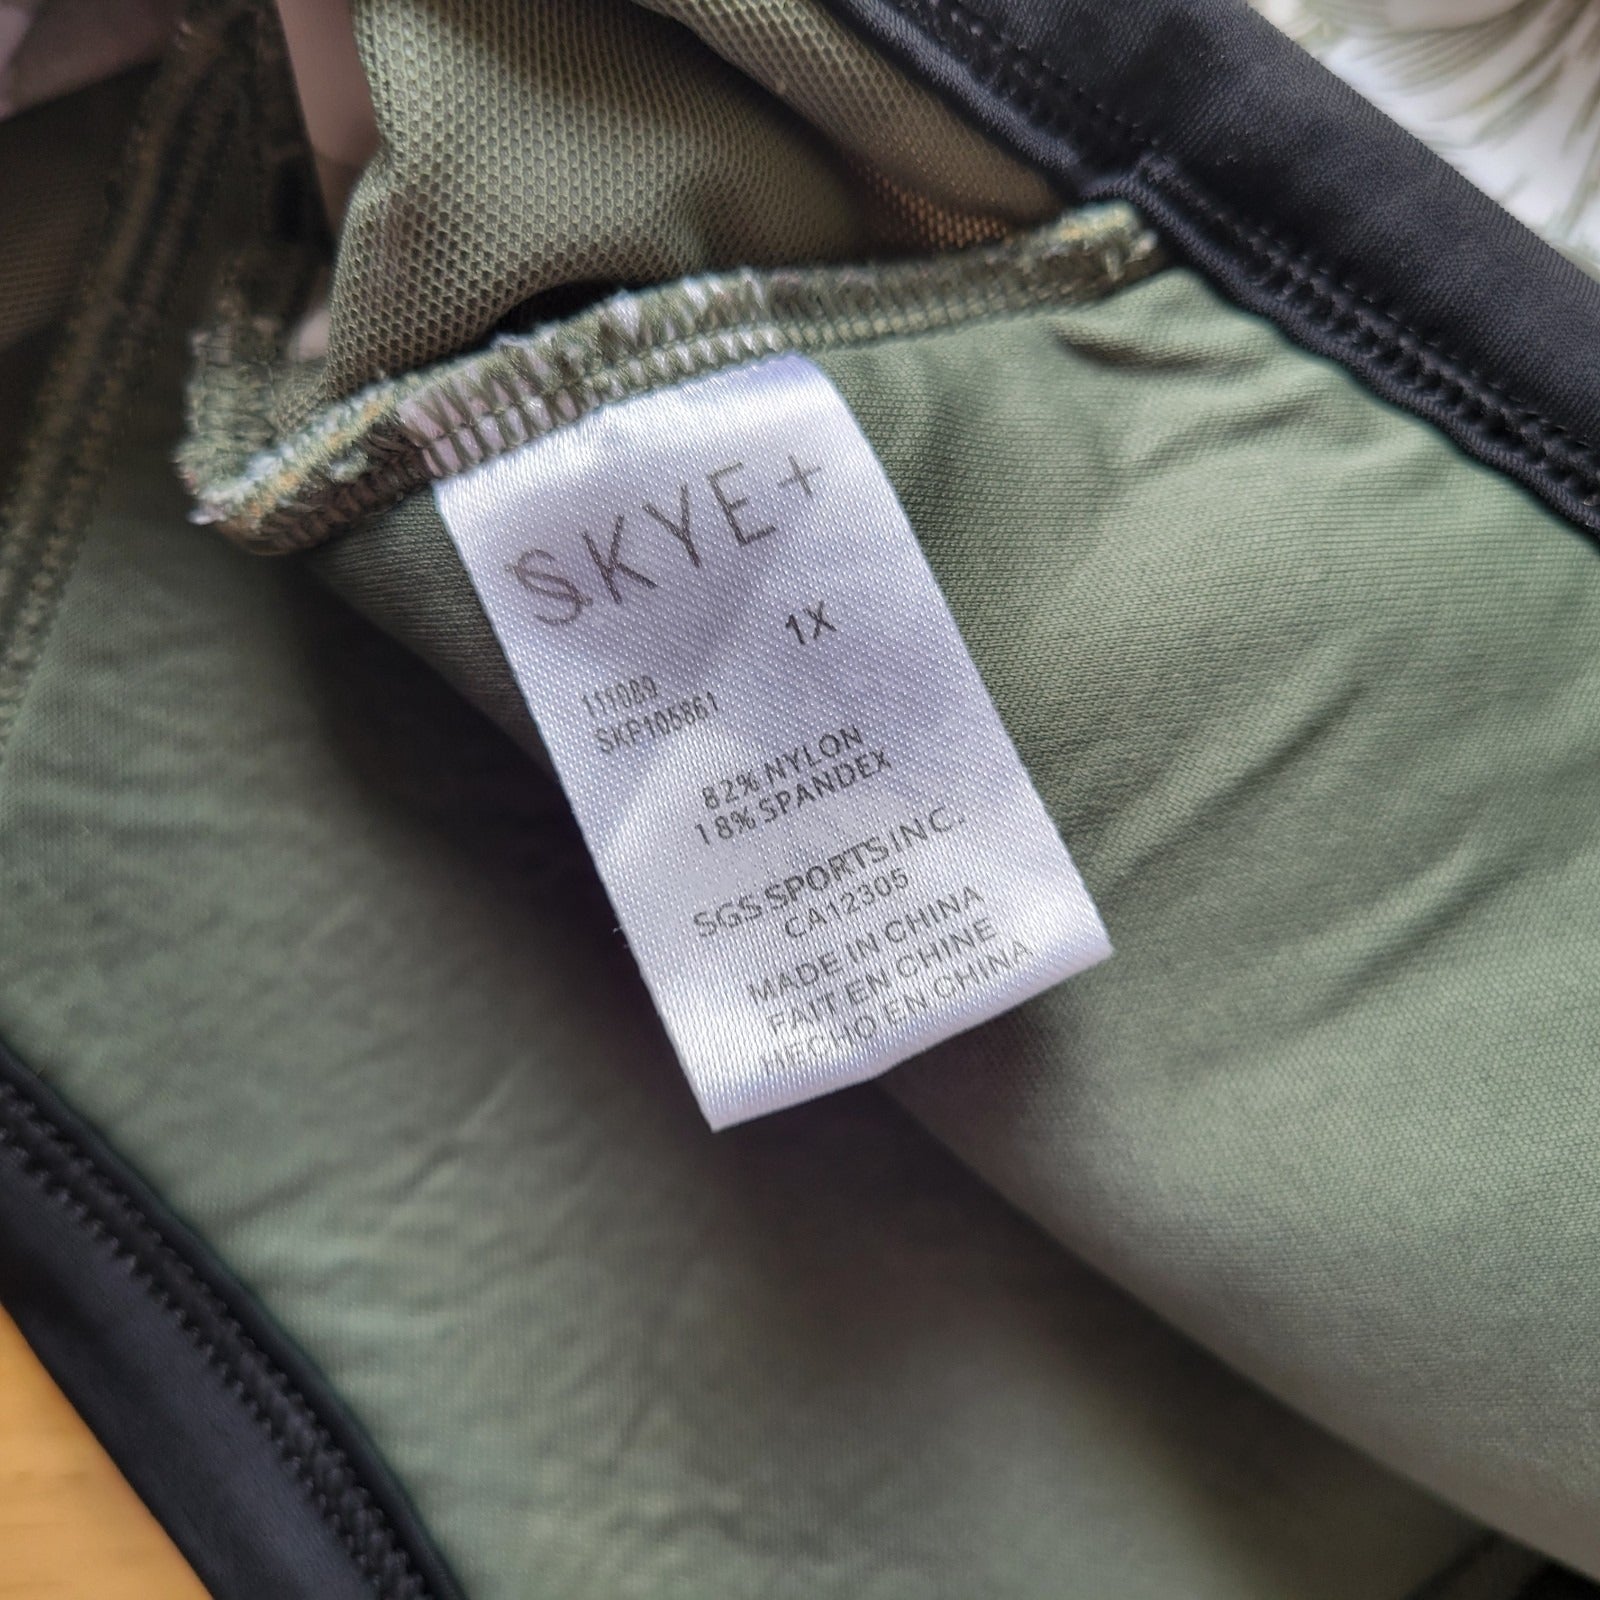 SKYE+
1X
111089
SKP105861
82% NYLON
18% SPANDEX
SGS SPORTS INC.
CA12305
MADE IN CHINA
FAIT EN CHINE
HECHO EN CHINA